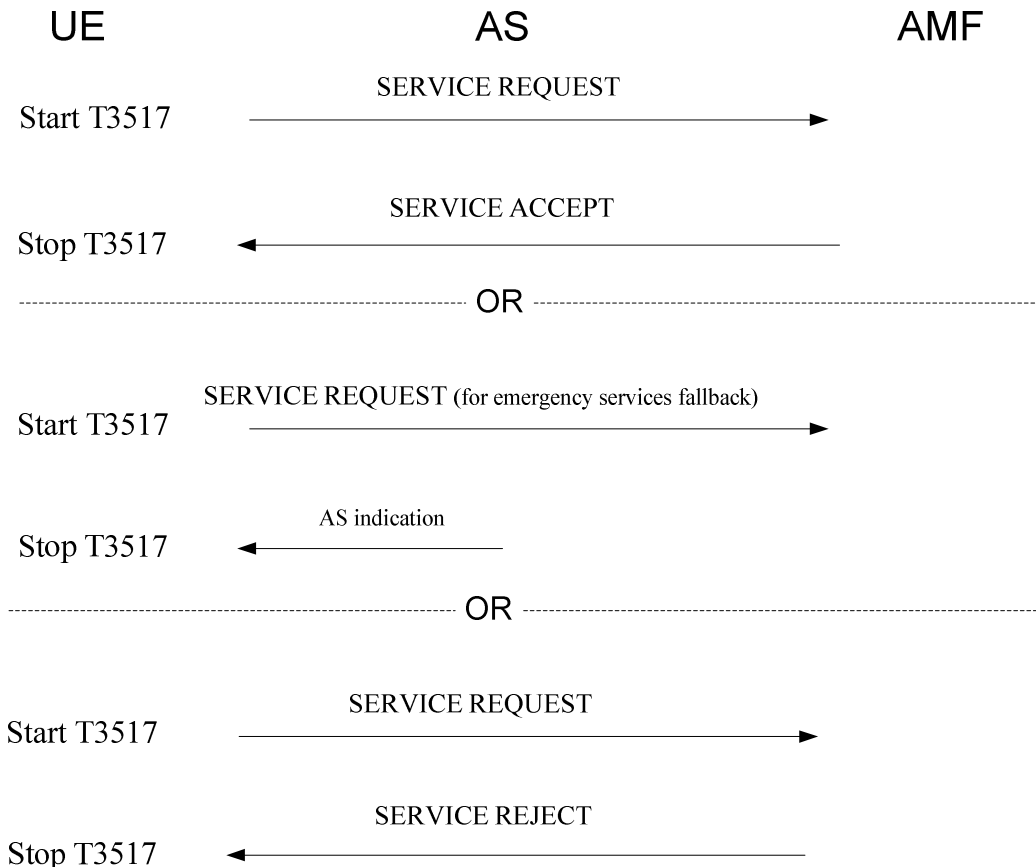 UE AS AMF
SERVICE REQUEST
Start T3517
SERVICE ACCEPT
Stop T3517
OR
SERVICE REQUEST (for emergency services fallback)
Start T3517
AS indication
Stop T3517
OR
SERVICE REQUEST
Start T3517
SERVICE REJECT
Stop T3517